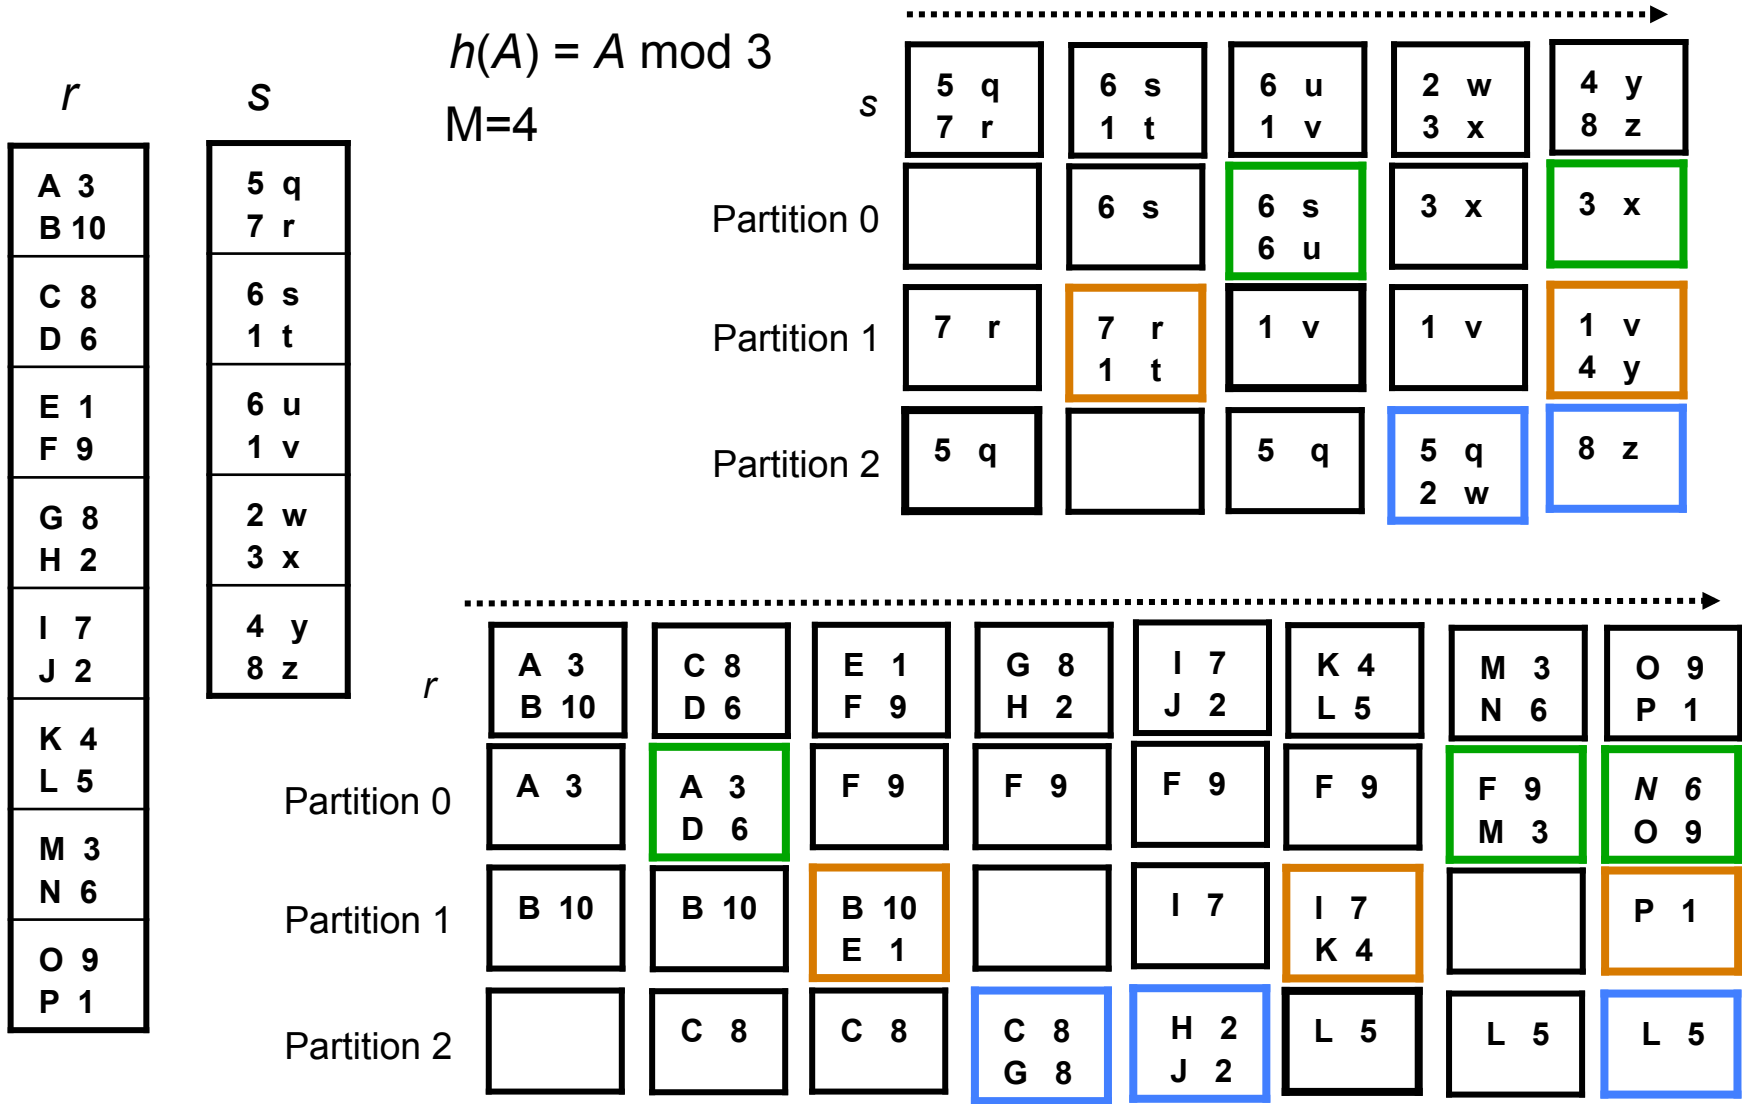 h(A) = A mod 3
M=4
r
A 3
B 10
C 8
D 6
E 1
F 9
G 8
H 2
I 7
J 2
K 4
L 5
M 3
N 6
O 9
P 1
s
5 q
7 r
6 s
1 t
6 u
1 v
2 w
3 x
4 y
8 z
s
5 q
7 r
6 s
1 t
6 u
1 v
2 w
3 x
4 y
8 z
Partition 0
6 s
6 s
6 u
3 x
3 x
Partition 1
7 r
7 r
1 t
1 v
1 v
1 v
4 y
Partition 2
5 q
5 q
5 q
2 w
8 z
r
A 3
B 10
C 8
D 6
E 1
F 9
G 8
H 2
I 7
J 2
K 4
L 5
M 3
N 6
O 9
P 1
Partition 0
A 3
A 3
D 6
F 9
F 9
F 9
F 9
F 9
M 3
N 6
O 9
Partition 1
B 10
B 10
B 10
E 1
I 7
I 7
K 4
P 1
Partition 2
C 8
C 8
C 8
G 8
H 2
J 2
L 5
L 5
L 5